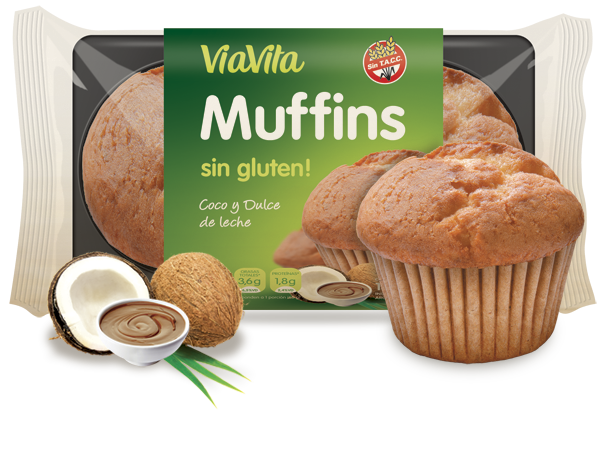 ViaVita
Sin T.A.C.C.
Muffins
sin gluten!
Coco y Dulce
de leche
3,6g
1,8g